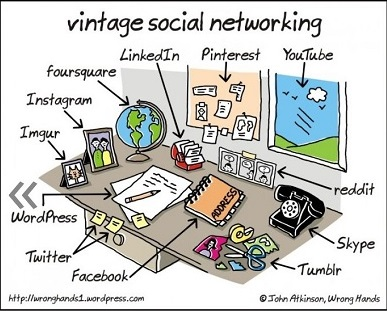 vintage social networking
LinkedIn
Pinterest
YouTube
foursquare
Instagram
Imgur
WordPress
ADDRESS
reddit
Twitter
Facebook
Skype
Tumblr
http://wronghands1.wordpress.com
© John Atkinson, Wrong Hands